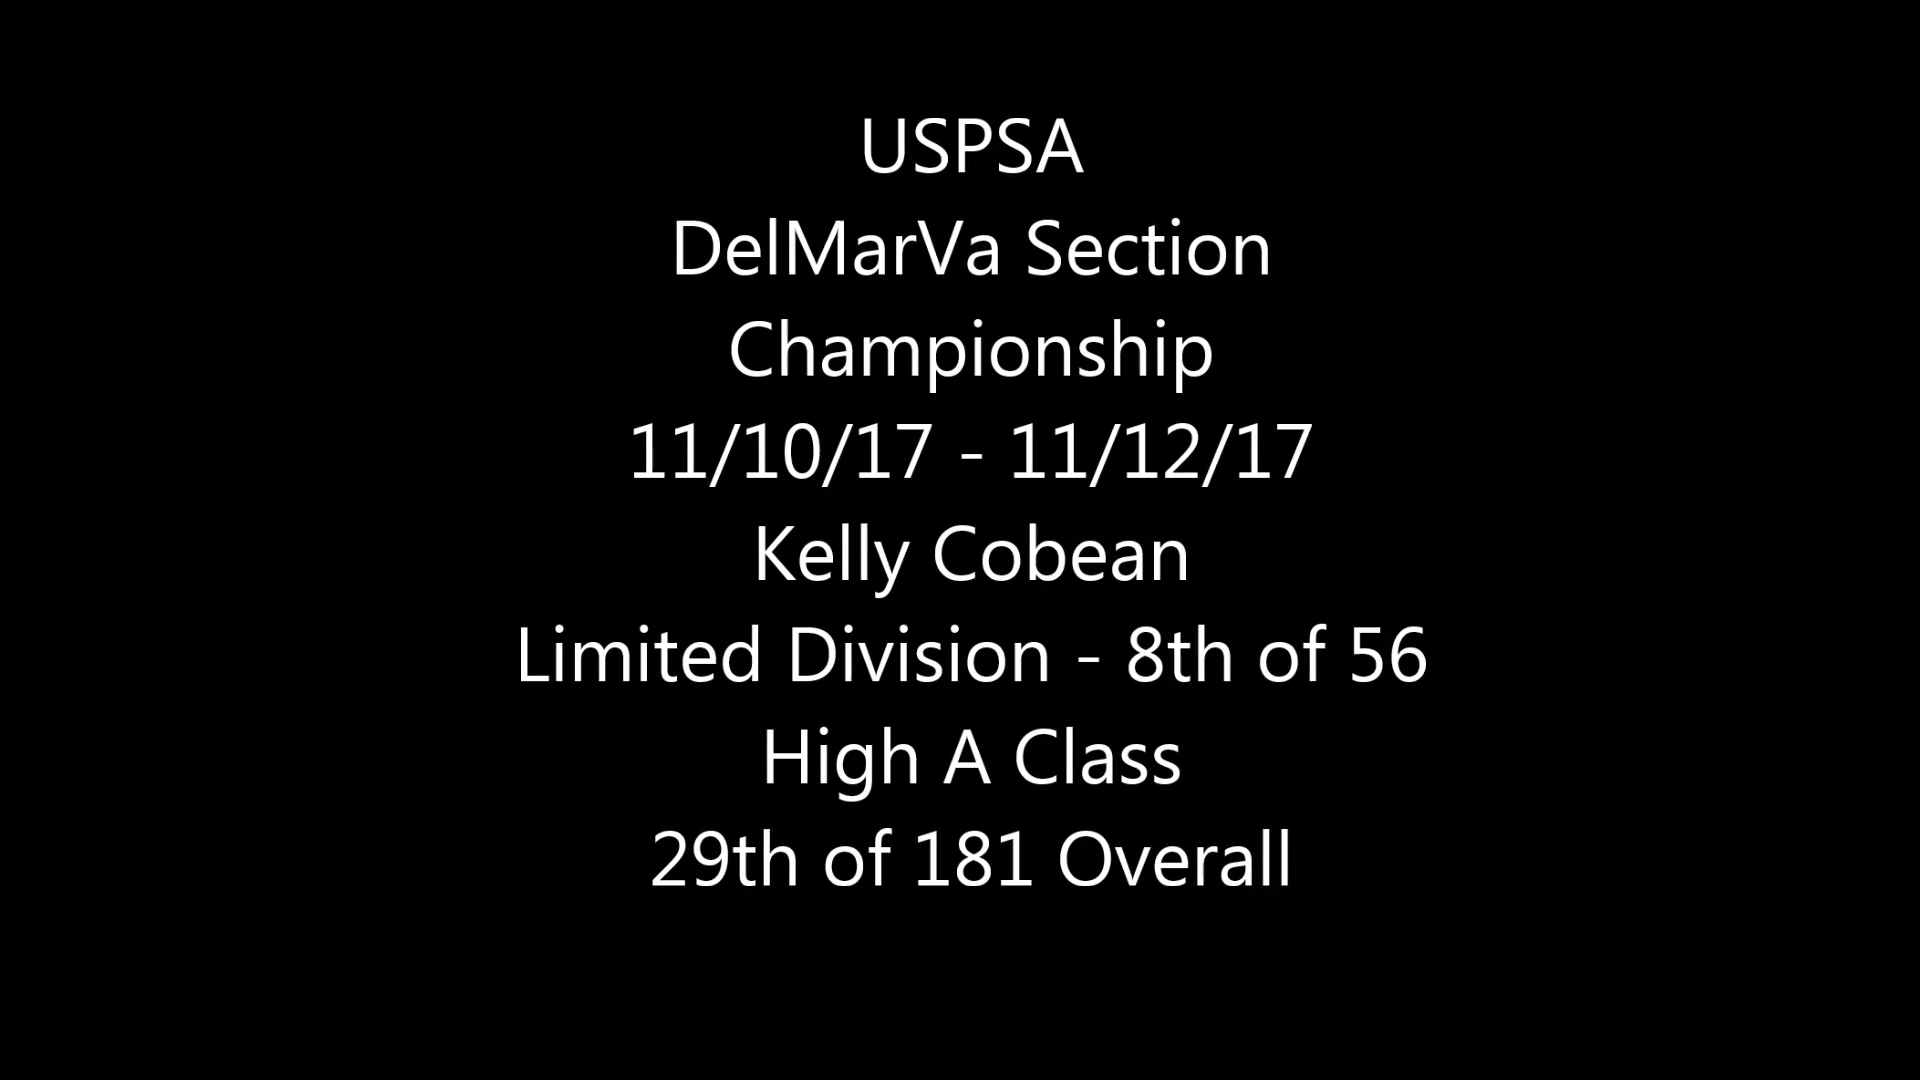 USPSA
DelMarVa Section
Championship
11/10/17 - 11/12/17
Kelly Cobean
Limited Division - 8th of 56
High A Class
29th of 181 Overall